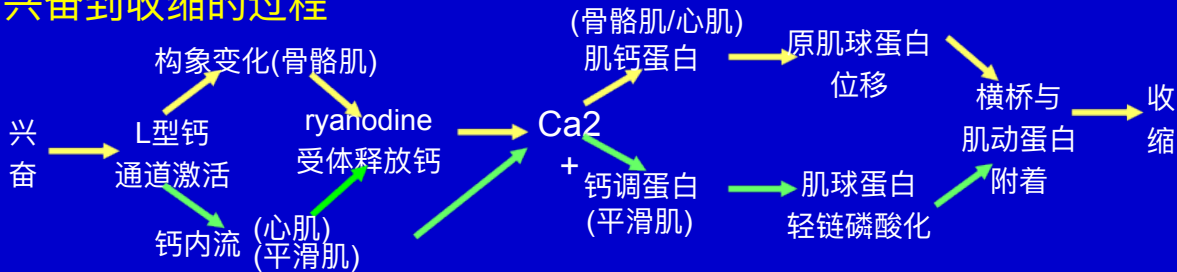 兴奋到收缩的过程
兴
奋
L型钙
通道激活
构象变化(骨骼肌)
钙内流
(心肌)
(平滑肌)
ryanodine
受体释放钙
Ca2
+
(骨骼肌/心肌)
肌钙蛋白
钙调蛋白
(平滑肌)
原肌球蛋白
位移
肌球蛋白
轻链磷酸化
横桥与
肌动蛋白
附着
收
缩